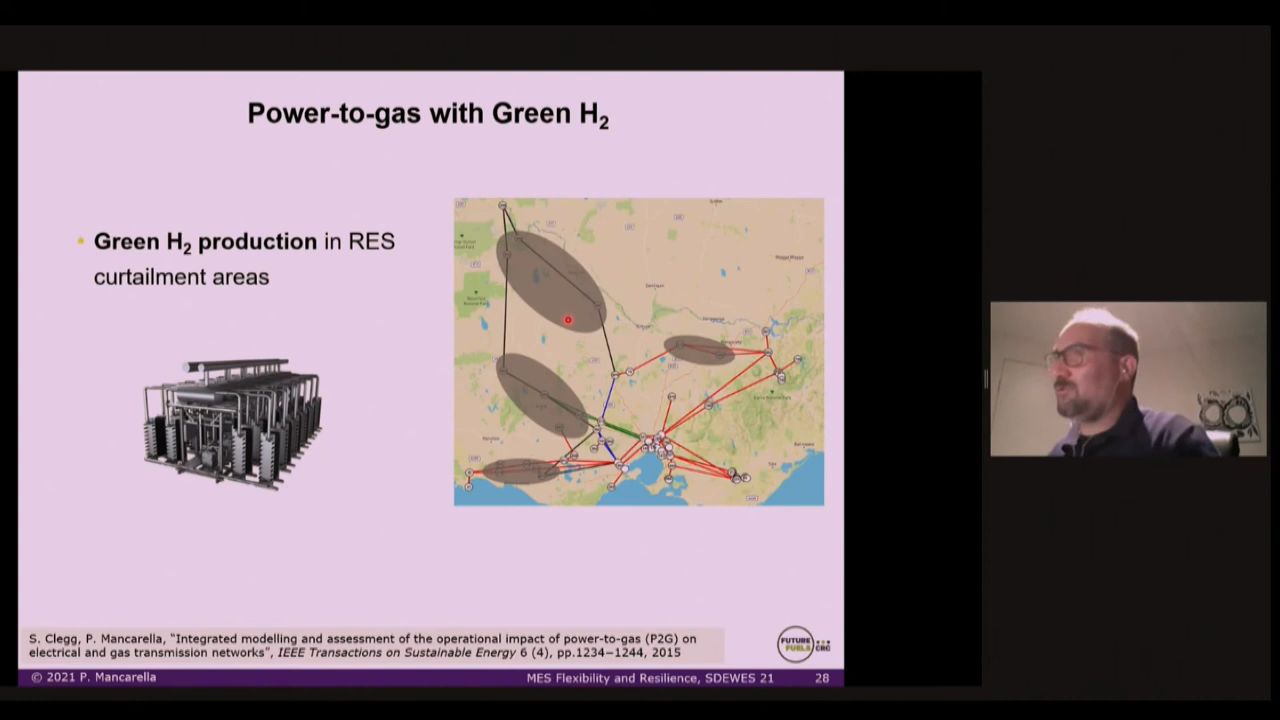 Power-to-gas with Green H₂
• Green H₂ production in RES
curtailment areas
S. Clegg, P. Mancarella, “Integrated modelling and assessment of the operational impact of power-to-gas (P2G) on
electrical and gas transmission networks”, IEEE Transactions on Sustainable Energy 6 (4), pp.1234−1244, 2015
FUTURE
FUELS CRC
© 2021 P. Mancarella
MES Flexibility and Resilience, SDEWES 21
28